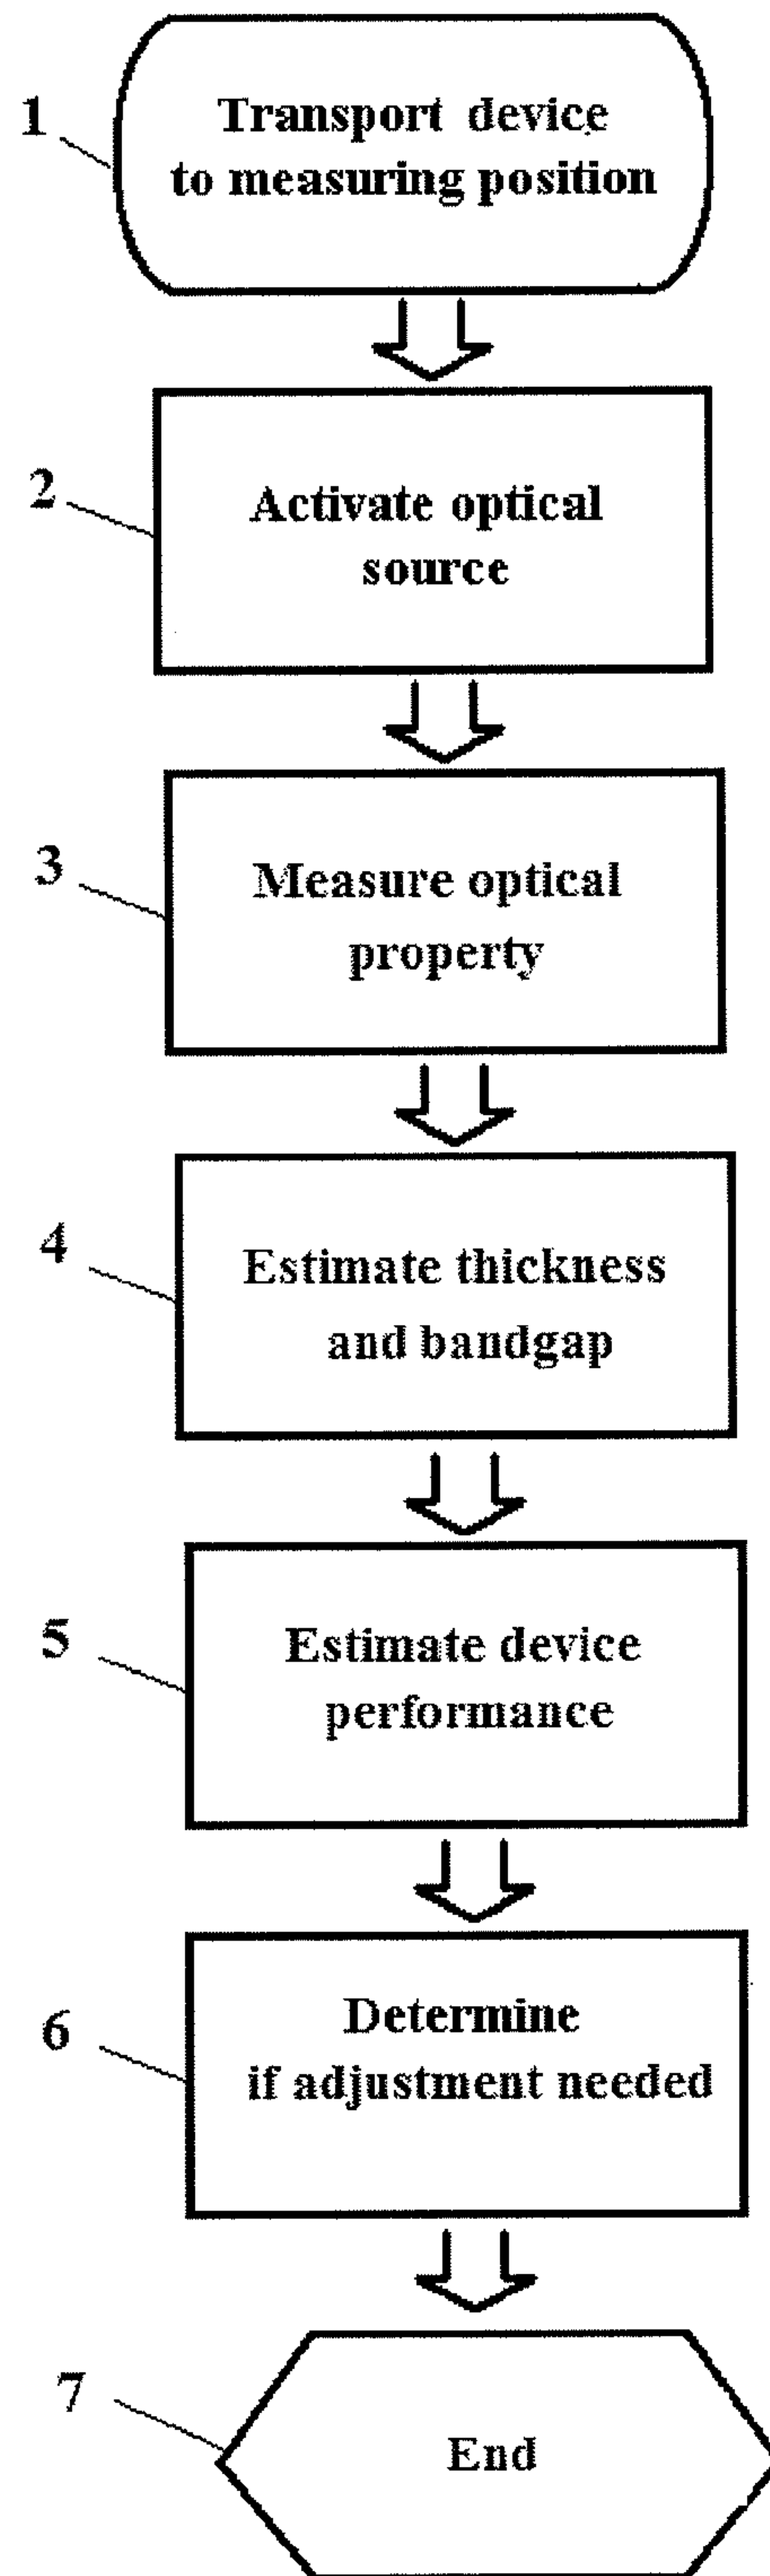 1
Transport device
to measuring position
2
Activate optical
source
3
Measure optical
property
4
Estimate thickness
and bandgap
5
Estimate device
performance
6
Determine
if adjustment needed
7
End